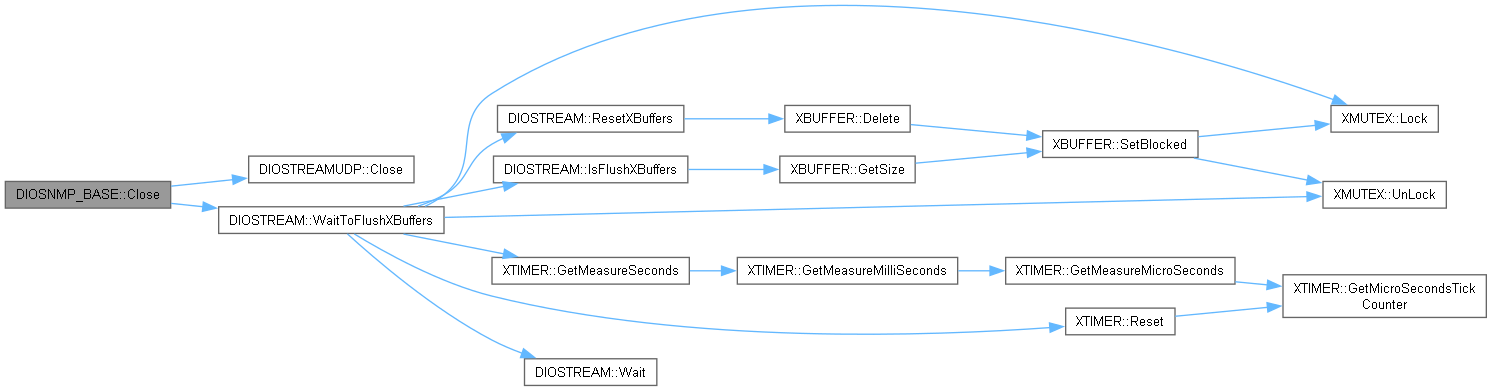 DIOSNMP_BASE::Close
DIOSTREAMUDP::Close
DIOSTREAM::WaitToFlushXBuffers
DIOSTREAM::ResetXBuffers
DIOSTREAM::IsFlushXBuffers
XTIMER::GetMeasureSeconds
DIOSTREAM::Wait
XBUFFER::Delete
XBUFFER::GetSize
XTIMER::GetMeasureMilliSeconds
XBUFFER::SetBlocked
XTIMER::GetMeasureMicroSeconds
XTIMER::Reset
XMUTEX::Lock
XMUTEX::UnLock
XTIMER::GetMicroSecondsTick
Counter